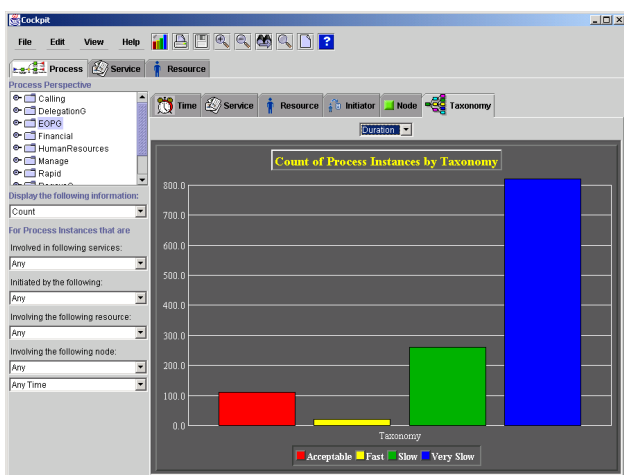 Cockpit
File Edit View Help ?
Process Service Resource
Process Perspective
Calling
DelegationG
EOPG
Financial
HumanResources
Manage
Rapid
Display the following information:
Count
For Process Instances that are
Involved in following services:
Any
Initiated by the following:
Any
Involving the following resource:
Any
Involving the following node:
Any
Any Time
Time Service Resource Initiator Node Taxonomy
Duration
Count of Process Instances by Taxonomy
800.0
700.0
600.0
500.0
400.0
300.0
200.0
100.0
0.0
Taxonomy
Acceptable Fast Slow Very Slow